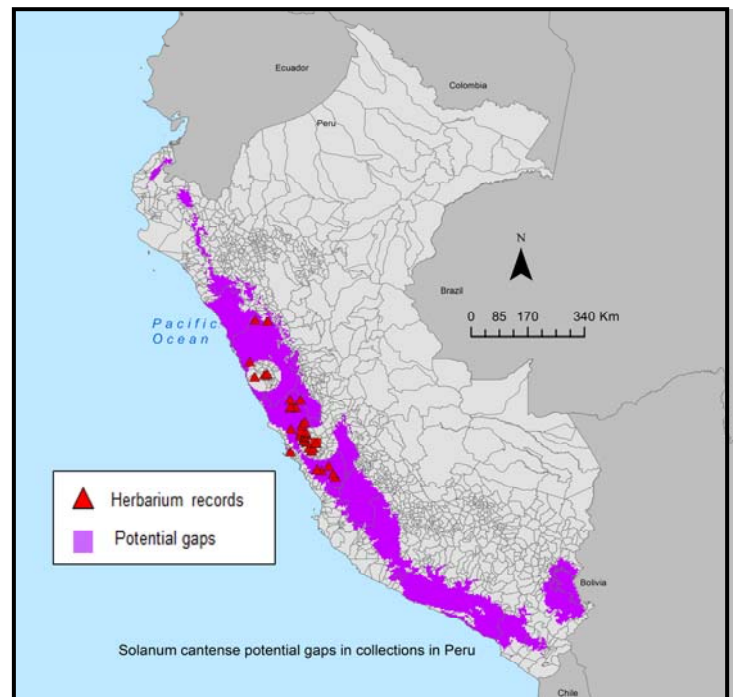 Ecuador
Colombia
Peru
N
Brazil
0 85 170 340 Km
Pacific
Ocean
Herbarium records
Potential gaps
Bolivia
Solanum cantense potential gaps in collections in Peru
Chile